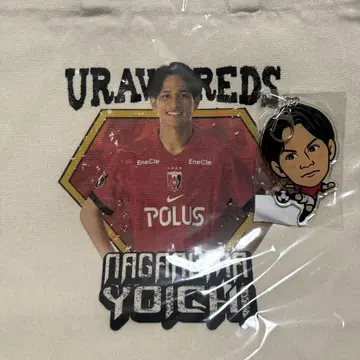 URAWA REDS
EneCle EneCle
POLUS
NAGANUMA
YOICHI